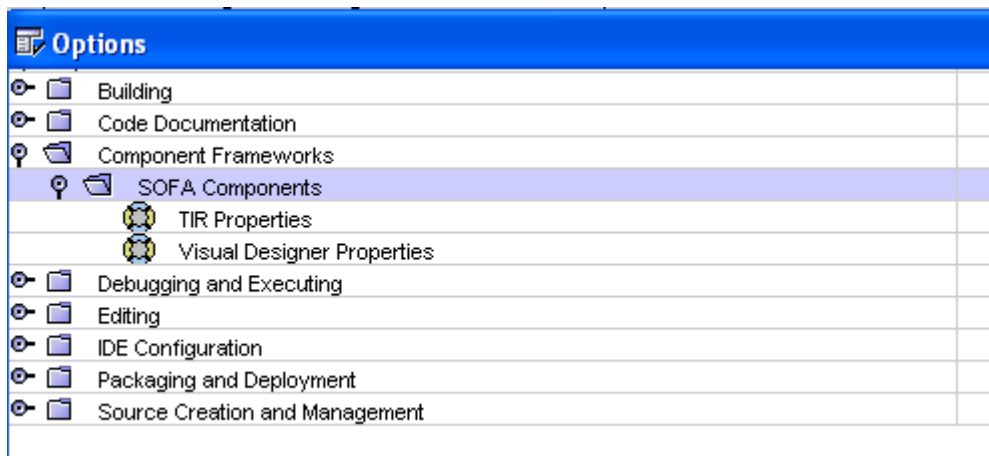 Options
Building
Code Documentation
Component Frameworks
SOFA Components
TIR Properties
Visual Designer Properties
Debugging and Executing
Editing
IDE Configuration
Packaging and Deployment
Source Creation and Management